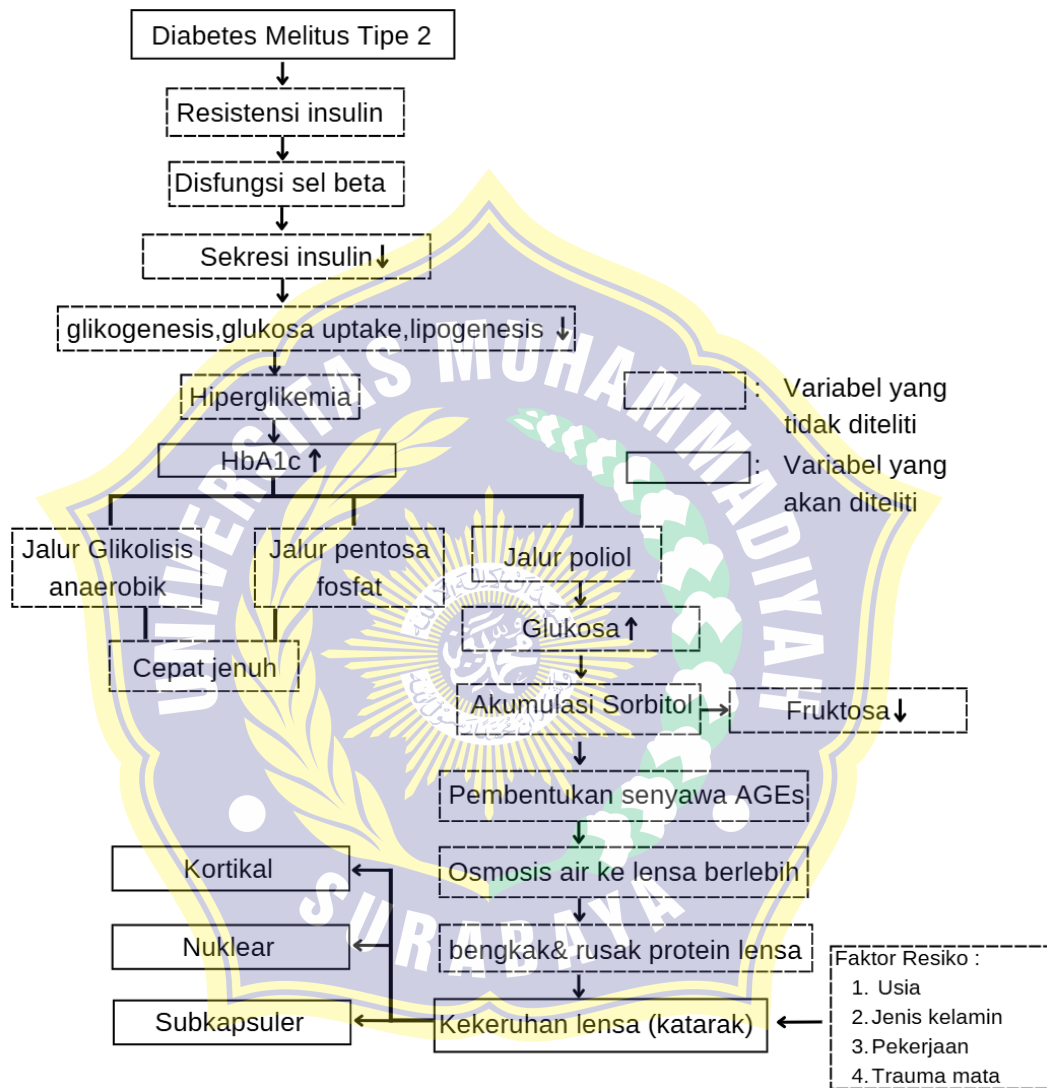 Diabetes Melitus Tipe 2
Resistensi insulin
Disfungsi sel beta
Sekresi insulin ↓
glikogenesis,glukosa uptake,lipogenesis ↓
Hiperglikemia
HbA1c ↑
: Variabel yang
tidak diteliti
: Variabel yang
akan diteliti
Jalur Glikolisis
anaerobik
Jalur pentosa
fosfat
Jalur poliol
Cepat jenuh
Glukosa ↑
Akumulasi Sorbitol
Fruktosa ↓
Pembentukan senyawa AGEs
Osmosis air ke lensa berlebih
bengkak& rusak protein lensa
Kekeruhan lensa (katarak)
Kortikal
Nuklear
Subkapsuler
Faktor Resiko :
1. Usia
2. Jenis kelamin
3. Pekerjaan
4. Trauma mata
UNIVERSITAS MUHAMMADIYAH
SURABAYA